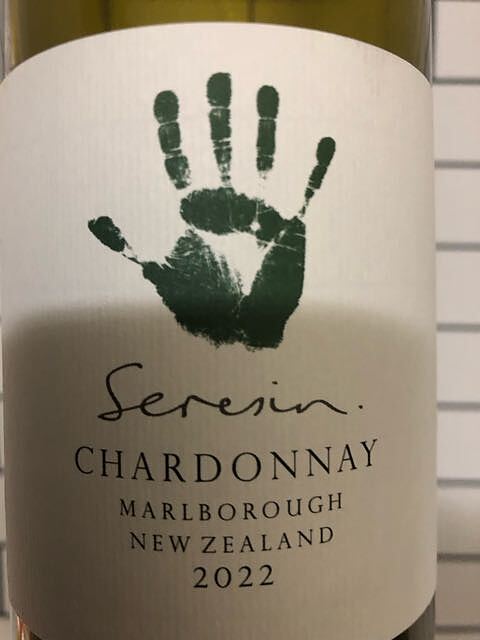 Seresin.
CHARDONNAY
MARLBOROUGH
NEW ZEALAND
2022